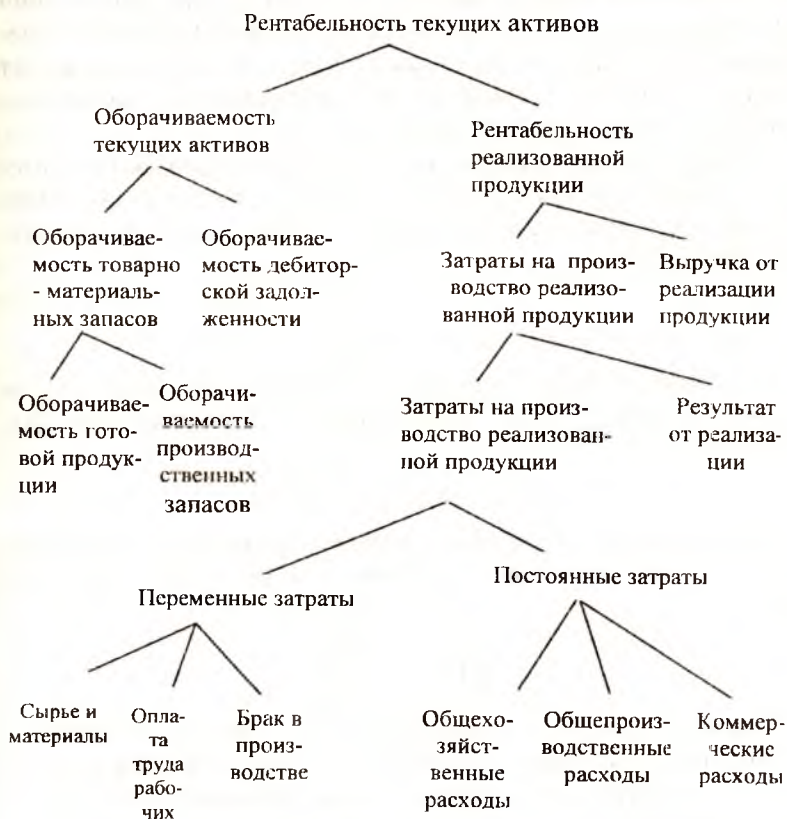 Рентабельность текущих активов
Оборачиваемость
текущих активов
Рентабельность
реализованной
продукции
Оборачивае-
мость товарно
- материаль-
ных запасов
Оборачивае-
мость дебитор-
ской задол-
женности
Затраты на произ-
водство реализо-
ванной продукции
Выручка от
реализации
продукции
Оборачивае-
мость гото-
вой продук-
ции
Оборачи-
ваемость
производ-
ственных
запасов
Затраты на произ-
водство реализован-
ной продукции
Результат
от реализа-
ции
Переменные затраты
Постоянные затраты
Сырье и
материалы
Опла-
та
труда
рабо-
чих
Брак в
произ-
водстве
Общехо-
зяйст-
венные
расходы
Общепроиз-
водственные
расходы
Коммер-
ческие
расходы